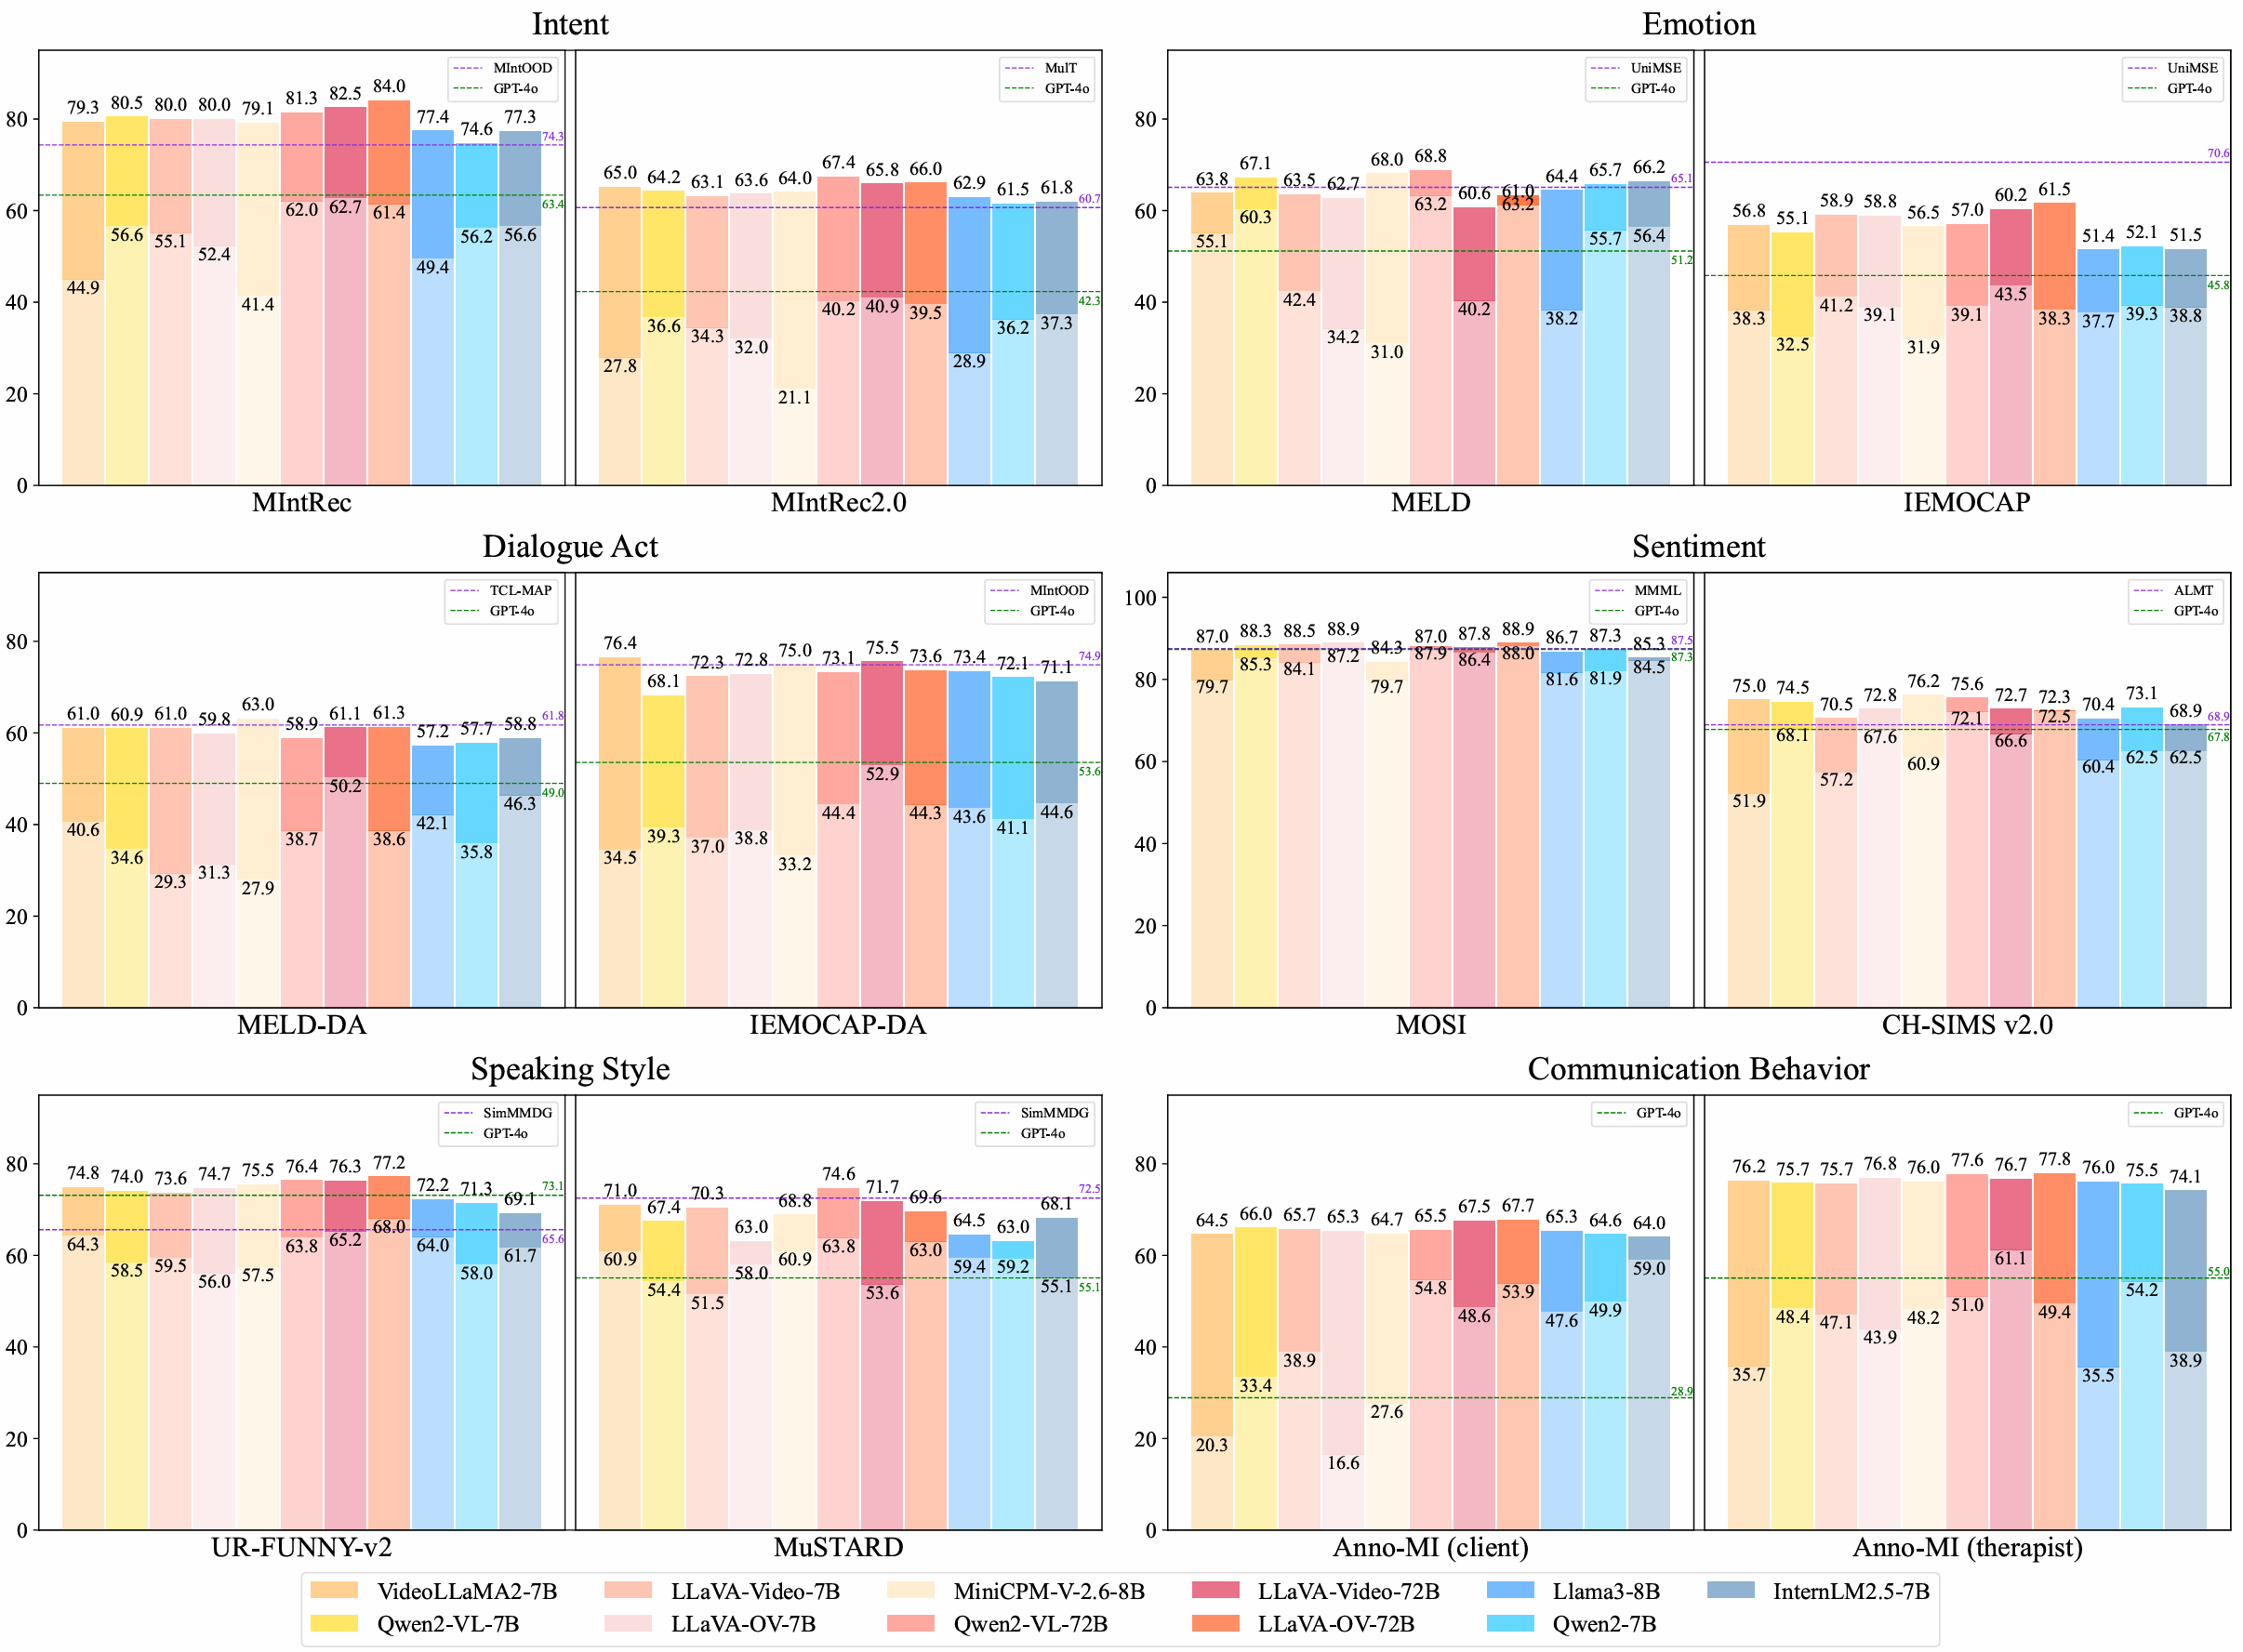 Intent
Emotion
MIntOOD
GPT-4o
MulT
GPT-4o
UniMSE
GPT-4o
UniMSE
GPT-4o
80
60
40
20
0
79.3 80.5 80.0 80.0 79.1 81.3 82.5 84.0 77.4 74.6 77.3
74.3
63.4
44.9 56.6 55.1 52.4 41.4 62.0 62.7 61.4 49.4 56.2 56.6
65.0 64.2 63.1 63.6 64.0 67.4 65.8 66.0 62.9 61.5 61.8
60.7
42.3
27.8 36.6 34.3 32.0 21.1 40.2 40.9 39.5 28.9 36.2 37.3
80
60
40
20
0
63.8 67.1 63.5 62.7 68.0 68.8 60.6 61.0 64.4 65.7 66.2
65.1
51.2
55.1 60.3 42.4 34.2 31.0 63.2 40.2 63.2 38.2 55.7 56.4
70.6
56.8 55.1 58.9 58.8 56.5 57.0 60.2 61.5 51.4 52.1 51.5
45.8
38.3 32.5 41.2 39.1 31.9 39.1 43.5 38.3 37.7 39.3 38.8
MIntRec
MIntRec2.0
MELD
IEMOCAP
Dialogue Act
Sentiment
TCL-MAP
GPT-4o
MIntOOD
GPT-4o
MMML
GPT-4o
ALMT
GPT-4o
80
60
40
20
0
61.0 60.9 61.0 59.8 63.0 58.9 61.1 61.3 57.2 57.7 58.8
61.8
49.0
40.6 34.6 29.3 31.3 27.9 38.7 50.2 38.6 42.1 35.8 46.3
76.4 68.1 72.3 72.8 75.0 73.1 75.5 73.6 73.4 72.1 71.1
74.9
53.6
34.5 39.3 37.0 38.8 33.2 44.4 52.9 44.3 43.6 41.1 44.6
100
80
60
40
20
0
87.0 88.3 88.5 88.9 84.3 87.0 87.8 88.9 86.7 87.3 85.3
87.5
87.3
79.7 85.3 84.1 87.2 79.7 87.9 86.4 88.0 81.6 81.9 84.5
75.0 74.5 70.5 72.8 76.2 75.6 72.7 72.3 70.4 73.1 68.9
68.9
67.8
51.9 68.1 57.2 67.6 60.9 72.1 66.6 72.5 60.4 62.5 62.5
MELD-DA
IEMOCAP-DA
MOSI
CH-SIMS v2.0
Speaking Style
Communication Behavior
SimMMDG
GPT-4o
SimMMDG
GPT-4o
GPT-4o
GPT-4o
80
60
40
20
0
74.8 74.0 73.6 74.7 75.5 76.4 76.3 77.2 72.2 71.3 69.1
73.1
65.6
64.3 58.5 59.5 56.0 57.5 63.8 65.2 68.0 64.0 58.0 61.7
71.0 67.4 70.3 63.0 68.8 74.6 71.7 69.6 64.5 63.0 68.1
72.5
55.1
60.9 54.4 51.5 58.0 60.9 63.8 53.6 63.0 59.4 59.2 55.1
80
60
40
20
0
64.5 66.0 65.7 65.3 64.7 65.5 67.5 67.7 65.3 64.6 64.0
28.9
20.3 33.4 38.9 16.6 27.6 54.8 48.6 53.9 47.6 49.9 59.0
76.2 75.7 75.7 76.8 76.0 77.6 76.7 77.8 76.0 75.5 74.1
55.0
35.7 48.4 47.1 43.9 48.2 51.0 61.1 49.4 35.5 54.2 38.9
UR-FUNNY-v2
MuSTARD
Anno-MI (client)
Anno-MI (therapist)
VideoLLaMA2-7B
LLaVA-Video-7B
MiniCPM-V-2.6-8B
LLaVA-Video-72B
Llama3-8B
InternLM2.5-7B
Qwen2-VL-7B
LLaVA-OV-7B
Qwen2-VL-72B
LLaVA-OV-72B
Qwen2-7B